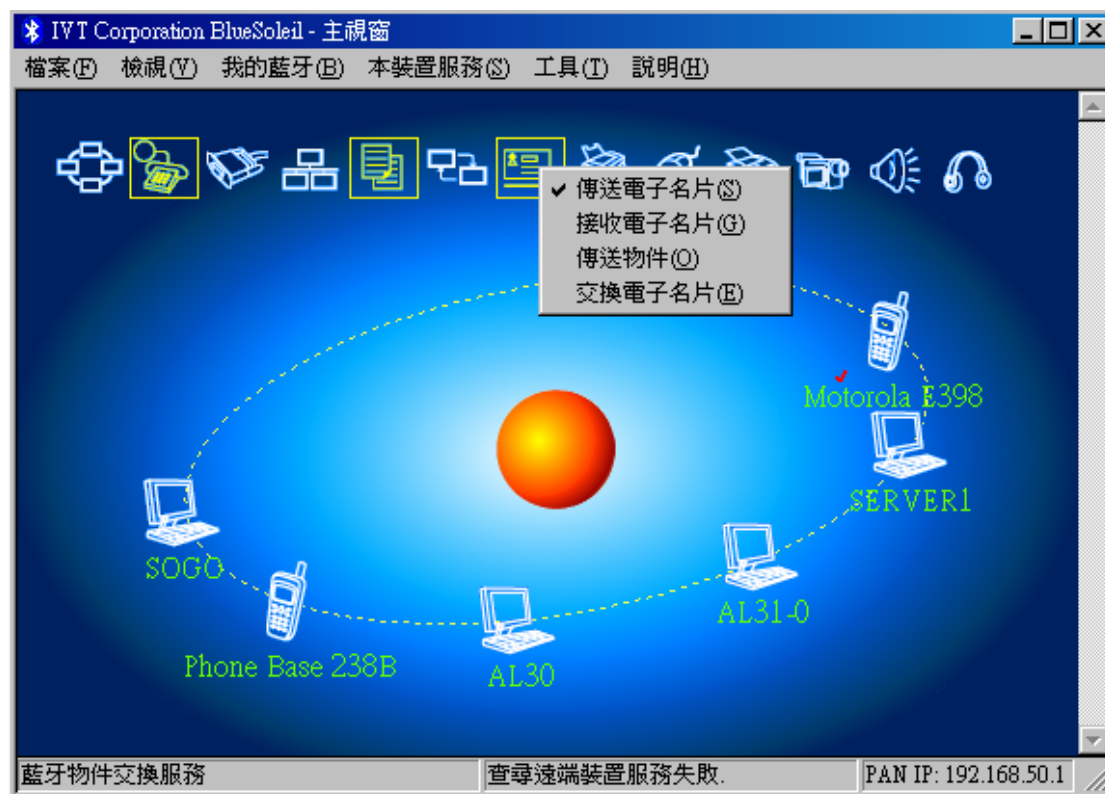 IVT Corporation BlueSoleil - 主視窗
檔案(F) 檢視(V) 我的藍牙(B) 本裝置服務(S) 工具(T) 說明(H)
傳送電子名片(S)
接收電子名片(G)
傳送物件(O)
交換電子名片(E)
Motorola E398
SERVER1
SOGO
AL31-0
Phone Base 238B
AL30
藍牙物件交換服務 查尋遠端裝置服務失敗. PAN IP: 192.168.50.1